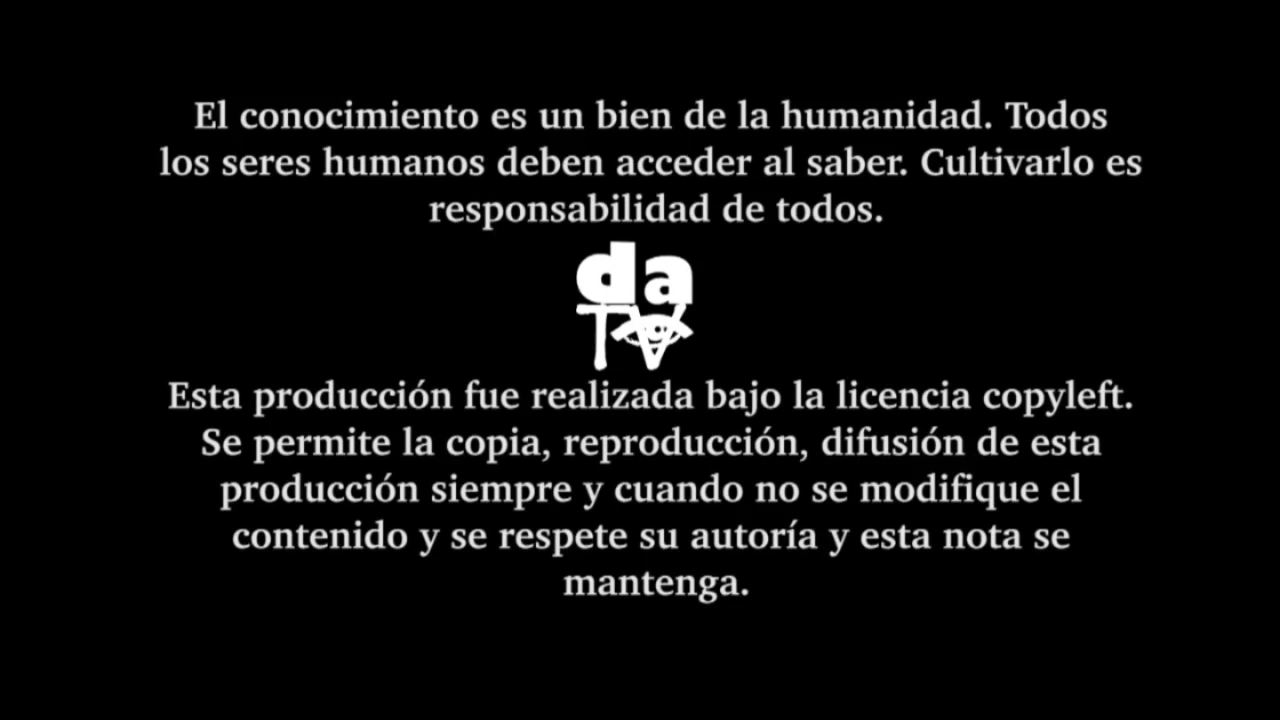 El conocimiento es un bien de la humanidad. Todos
los seres humanos deben acceder al saber. Cultivarlo es
responsabilidad de todos.
da
TV
Esta producción fue realizada bajo la licencia copyleft.
Se permite la copia, reproducción, difusión de esta
producción siempre y cuando no se modifique el
contenido y se respete su autoría y esta nota se
mantenga.